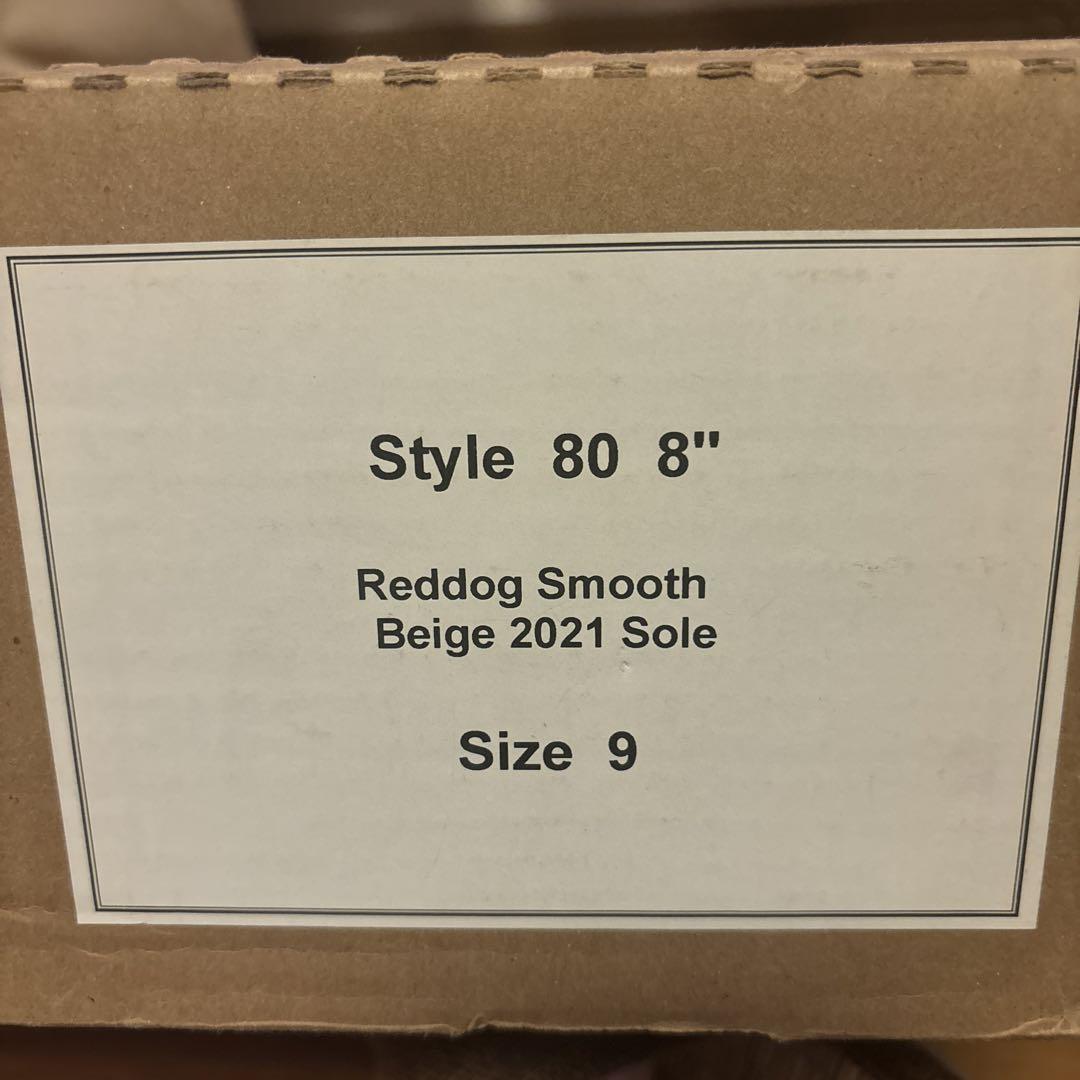 Style 80 8"
Reddog Smooth
Beige 2021 Sole
Size 9